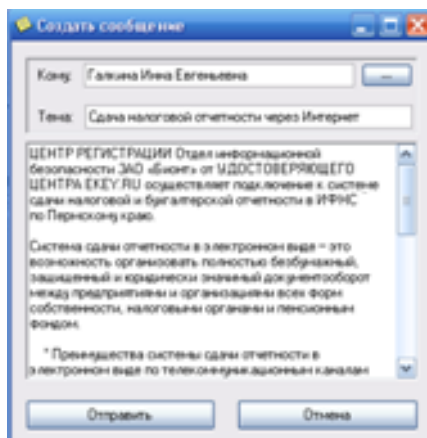 Создать сообщение
Кому: Галкина Инна Евгеньевна ...
Тема: Сдача налоговой отчетности через Интернет
ЦЕНТР РЕГИСТРАЦИИ Отдел информационной
безопасности ЗАО «Бионт» от УДОСТОВЕРЯЮЩЕГО
ЦЕНТРА EKEY.RU осуществляет подключение к системе
сдачи налоговой и бухгалтерской отчетности в ИФНС
по Пермскому краю.
Система сдачи отчетности в электронном виде – это
возможность организовать полностью безбумажный,
защищенный и юридически значимый документооборот
между предприятиями и организациями всех форм
собственности, налоговыми органами и пенсионным
фондом.
* Преимущества системы сдачи отчетности в
электронном виде по телекоммуникационным каналам
Отправить Отмена